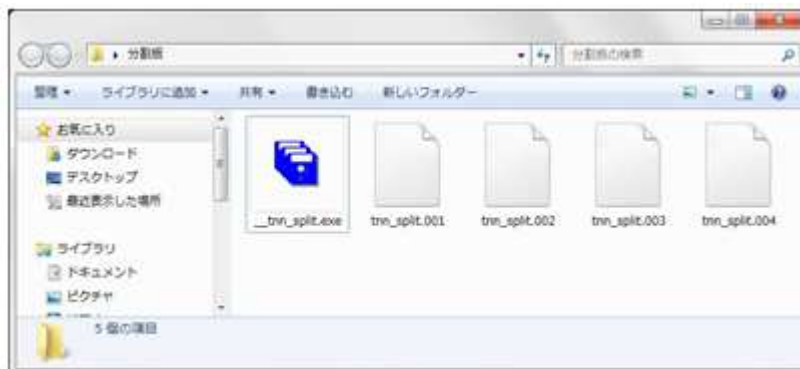 分割版
分割版の検索
整理 ライブラリに追加 共有 書き込む 新しいフォルダー
お気に入り
ダウンロード
デスクトップ
最近表示した場所
ライブラリ
ドキュメント
ピクチャ
__tnn_split.exe
tnn_split.001
tnn_split.002
tnn_split.003
tnn_split.004
5 個の項目